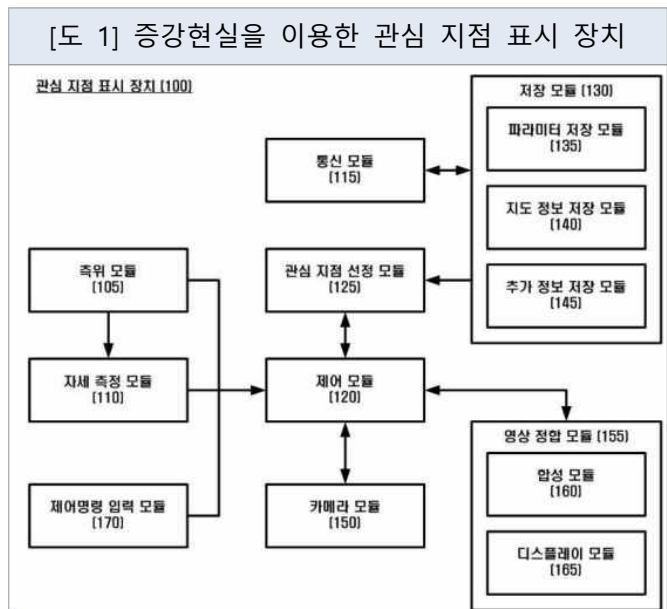 [도 1] 증강현실을 이용한 관심 지점 표시 장치
관심 지점 표시 장치 (100)
저장 모듈 (130)
파라미터 저장 모듈
(135)
통신 모듈
(115)
지도 정보 저장 모듈
(140)
측위 모듈
(105)
관심 지점 선정 모듈
(125)
추가 정보 저장 모듈
(145)
자세 측정 모듈
(110)
제어 모듈
(120)
영상 정합 모듈 (155)
합성 모듈
(160)
제어명령 입력 모듈
(170)
카메라 모듈
(150)
디스플레이 모듈
(165)